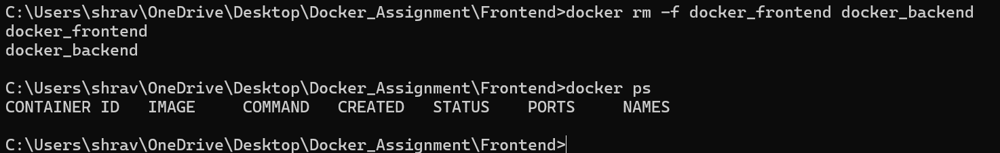 C:\Users\shrav\OneDrive\Desktop\Docker_Assignment\Frontend>docker rm -f docker_frontend docker_backend
docker_frontend
docker_backend
C:\Users\shrav\OneDrive\Desktop\Docker_Assignment\Frontend>docker ps
CONTAINER ID   IMAGE     COMMAND   CREATED   STATUS    PORTS     NAMES
C:\Users\shrav\OneDrive\Desktop\Docker_Assignment\Frontend>